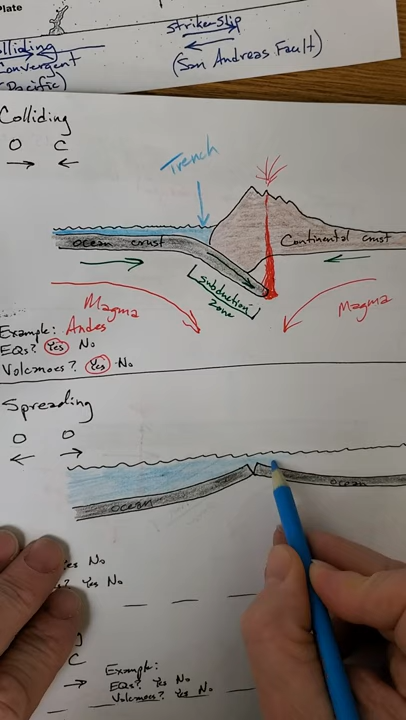 Plate
strike-slip
Colliding
Convergent
(San Andreas Fault)
Pacific)
Colliding
O C
Trench
Ocean crust
Continental crust
Subduction
Zone
Magma
Magma
Example: Andes
EQs? Yes No
Volcanoes? Yes No
Spreading
O O
Ocean
Ocean
Yes No
? Yes No
C
Example:
EQs? Yes No
Volcanoes? Yes No